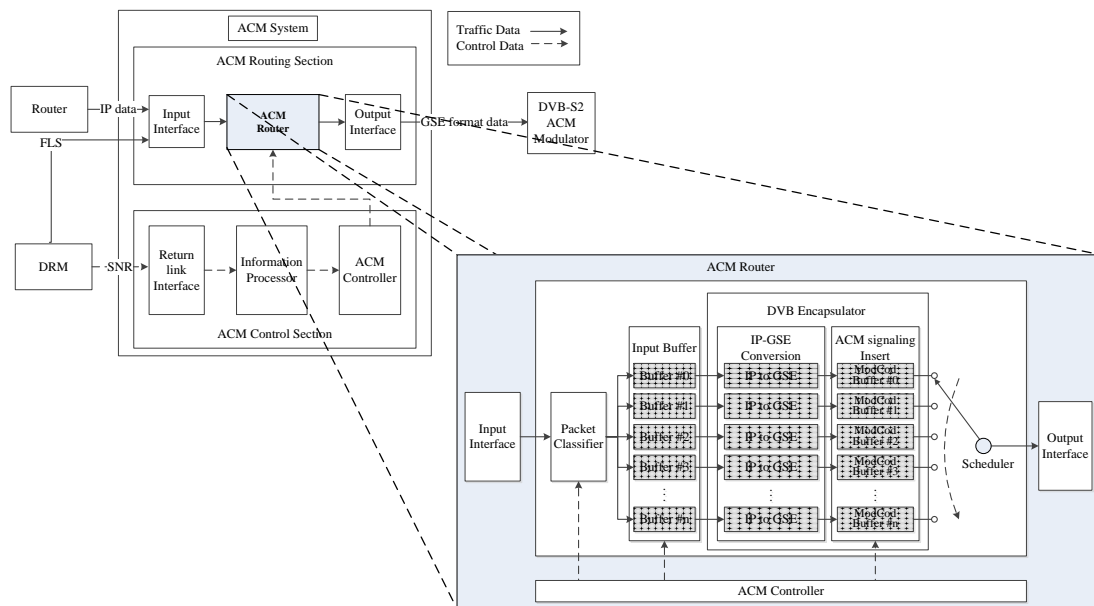 ACM System
Traffic Data
Control Data
ACM Routing Section
Router
IP data
FLS
Input
Interface
ACM
Router
Output
Interface
GSE format data
DVB-S2
ACM
Modulator
DRM
SNR
Return
link
Interface
Information
Processor
ACM
Controller
ACM Control Section
ACM Router
DVB Encapsulator
Input Buffer
IP-GSE
Conversion
ACM signaling
Insert
Input
Interface
Packet
Classifier
Buffer #0
IP to GSE
ModCod
Buffer #0
Buffer #1
IP to GSE
ModCod
Buffer #1
Buffer #2
IP to GSE
ModCod
Buffer #2
Buffer #3
IP to GSE
ModCod
Buffer #3
⋮
⋮
⋮
Buffer #n
IP to GSE
ModCod
Buffer #n
Scheduler
Output
Interface
ACM Controller